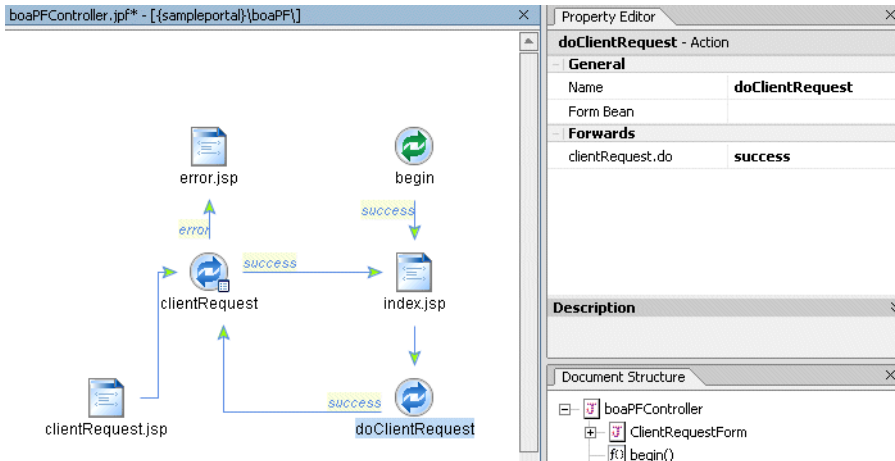 boaPFController.jpf* - [{sampleportal}\boaPF\]
error.jsp
begin
error
success
success
clientRequest
index.jsp
success
clientRequest.jsp
doClientRequest
Property Editor
doClientRequest - Action
General
Name doClientRequest
Form Bean
Forwards
clientRequest.do success
Description
Document Structure
boaPFController
ClientRequestForm
begin()